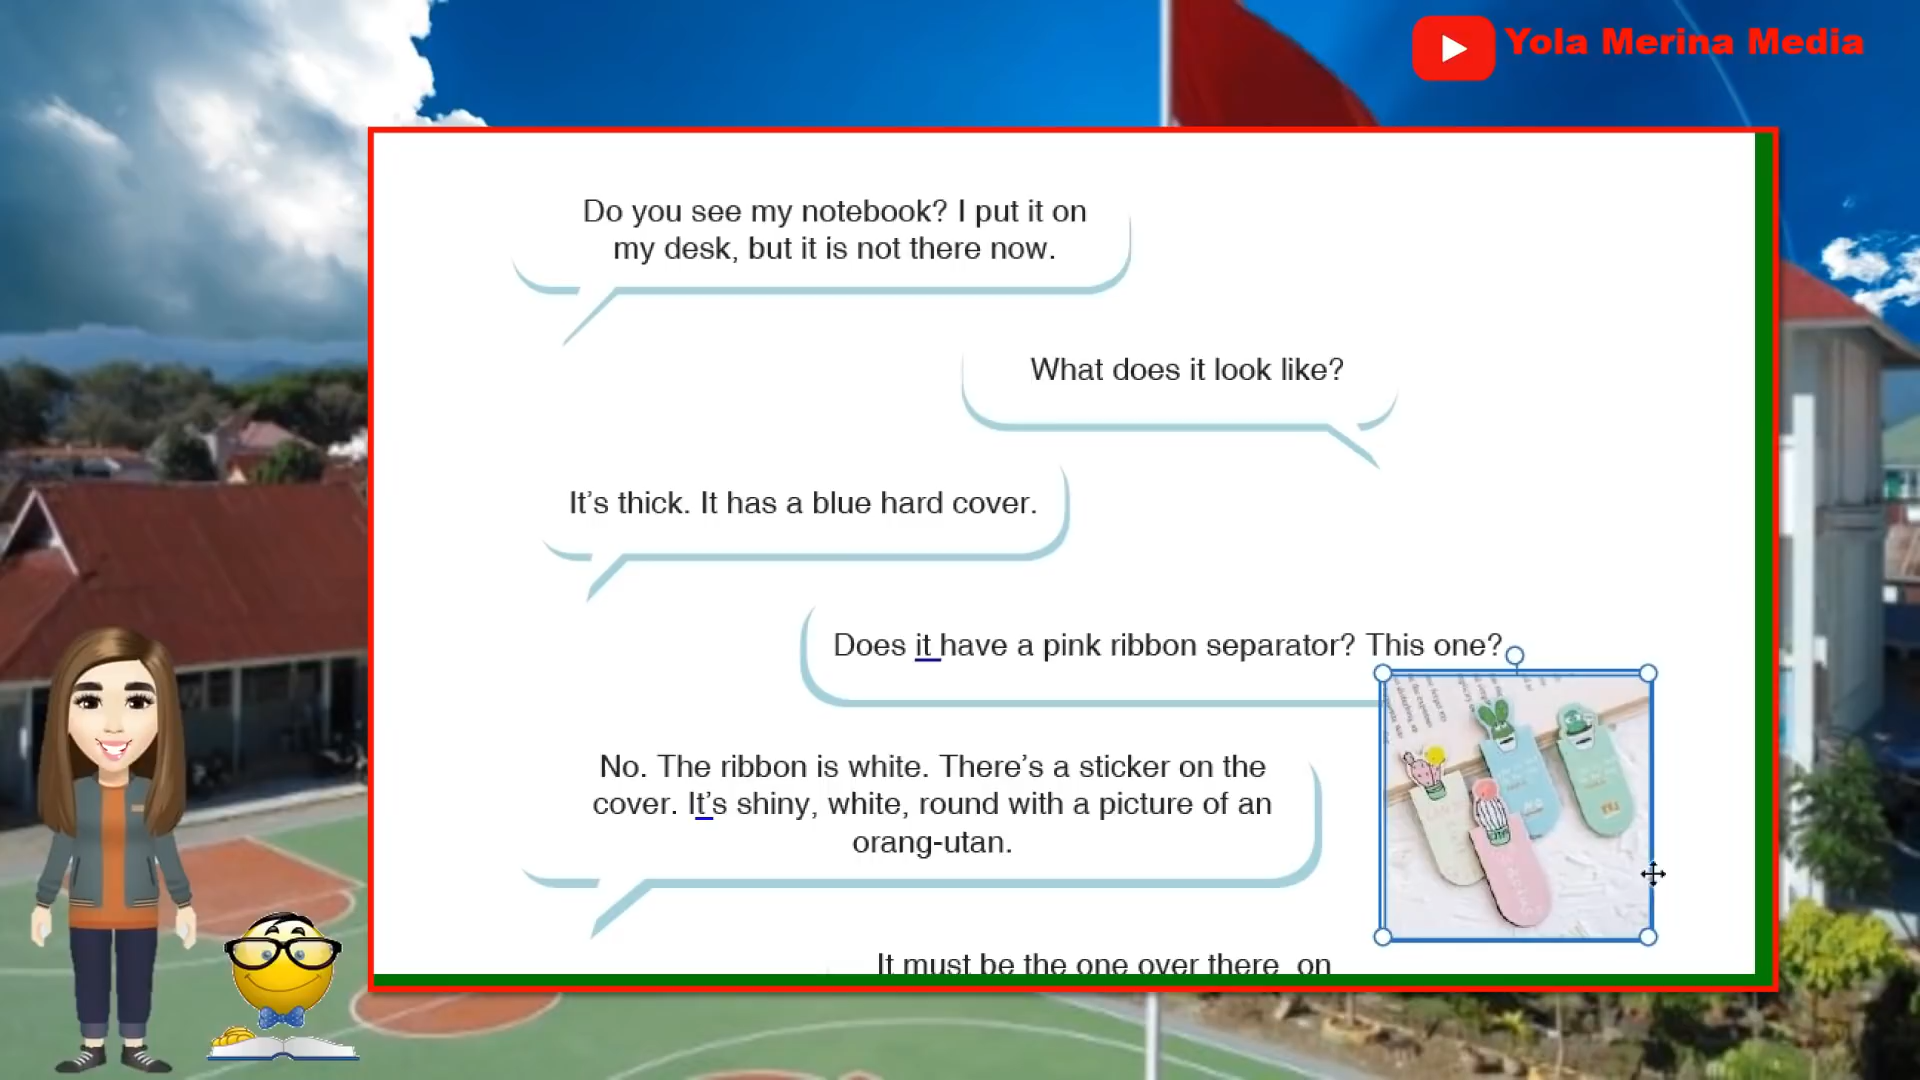 Yola Merina Media
Do you see my notebook? I put it on
my desk, but it is not there now.
What does it look like?
It's thick. It has a blue hard cover.
Does it have a pink ribbon separator? This one?
No. The ribbon is white. There's a sticker on the
cover. It's shiny, white, round with a picture of an
orang-utan.
It must be the one over there on